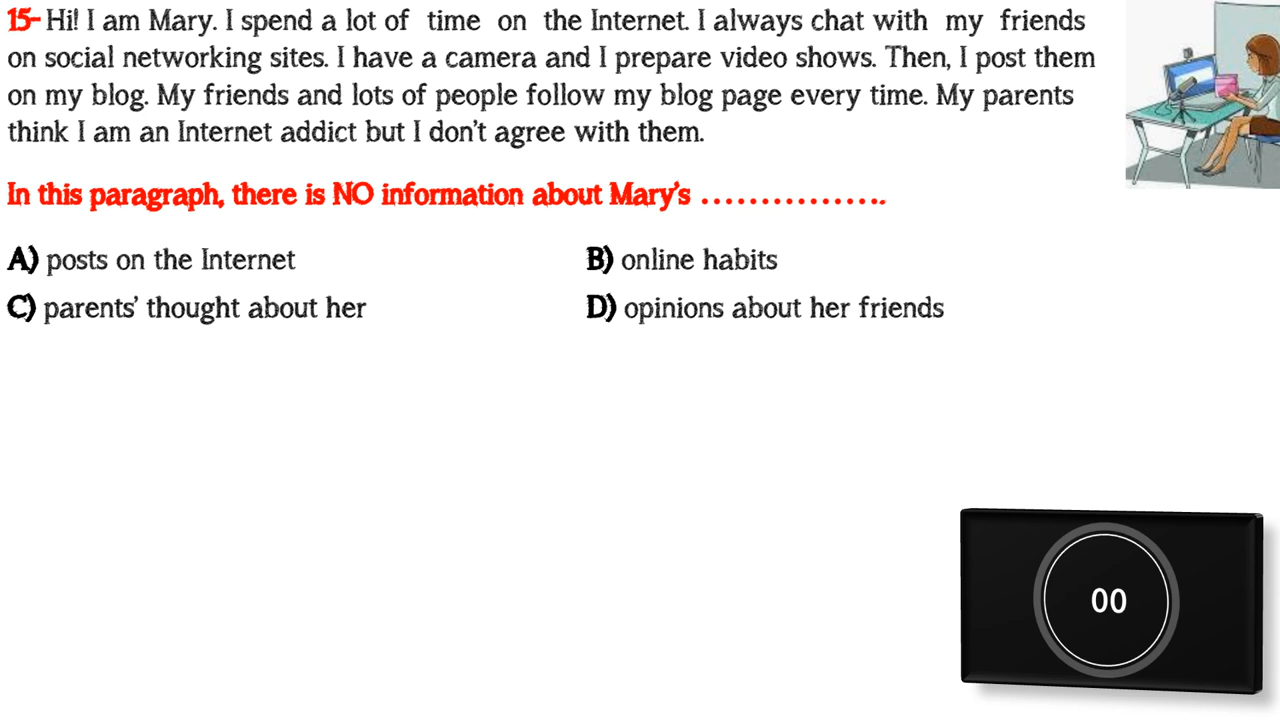 15- Hi! I am Mary. I spend a lot of time on the Internet. I always chat with my friends
on social networking sites. I have a camera and I prepare video shows. Then, I post them
on my blog. My friends and lots of people follow my blog page every time. My parents
think I am an Internet addict but I don't agree with them.
In this paragraph, there is NO information about Mary's ................
A) posts on the Internet
B) online habits
C) parents' thought about her
D) opinions about her friends
00